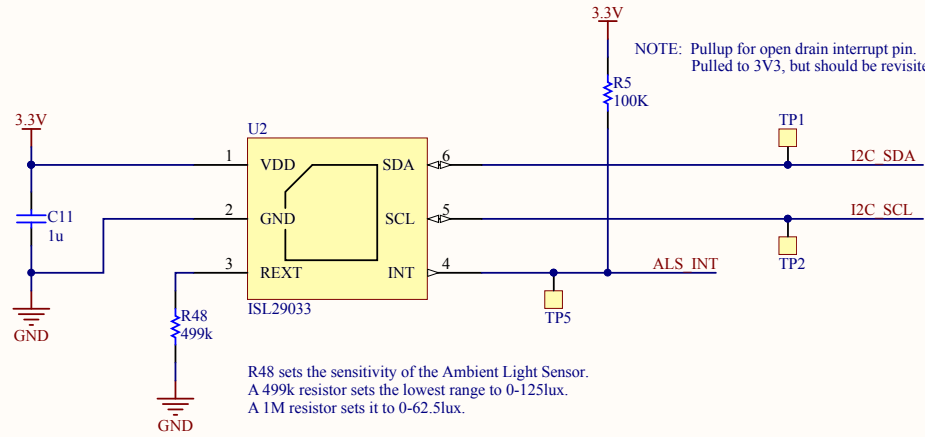 3.3V
NOTE: Pullup for open drain interrupt pin.
Pulled to 3V3, but should be
R5
100K
TP1
3.3V
U2
1 VDD SDA 6
I2C_SDA
C11
1u
2 GND SCL 5
I2C_SCL
TP2
3 REXT INT 4
ALS_INT
GND
R48
499k
ISL29033
TP5
R48 sets the sensitivity of the Ambient Light Sensor.
A 499k resistor sets the lowest range to 0-125lux.
A 1M resistor sets it to 0-62.5lux.
GND